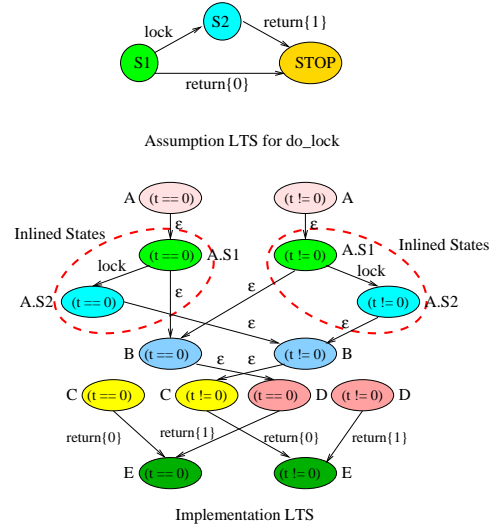 S2
lock
return{1}
S1
STOP
return{0}
Assumption LTS for do_lock
A (t == 0) (t != 0) A
ε ε
Inlined States Inlined States
(t == 0) A.S1 (t != 0) A.S1
lock lock
A.S2 (t == 0) ε ε (t != 0) A.S2
ε ε
B (t == 0) (t != 0) B
ε ε
C (t == 0) C (t != 0) (t == 0) D (t != 0) D
return{0} return{1} return{0} return{1}
E (t == 0) (t != 0) E
Implementation LTS